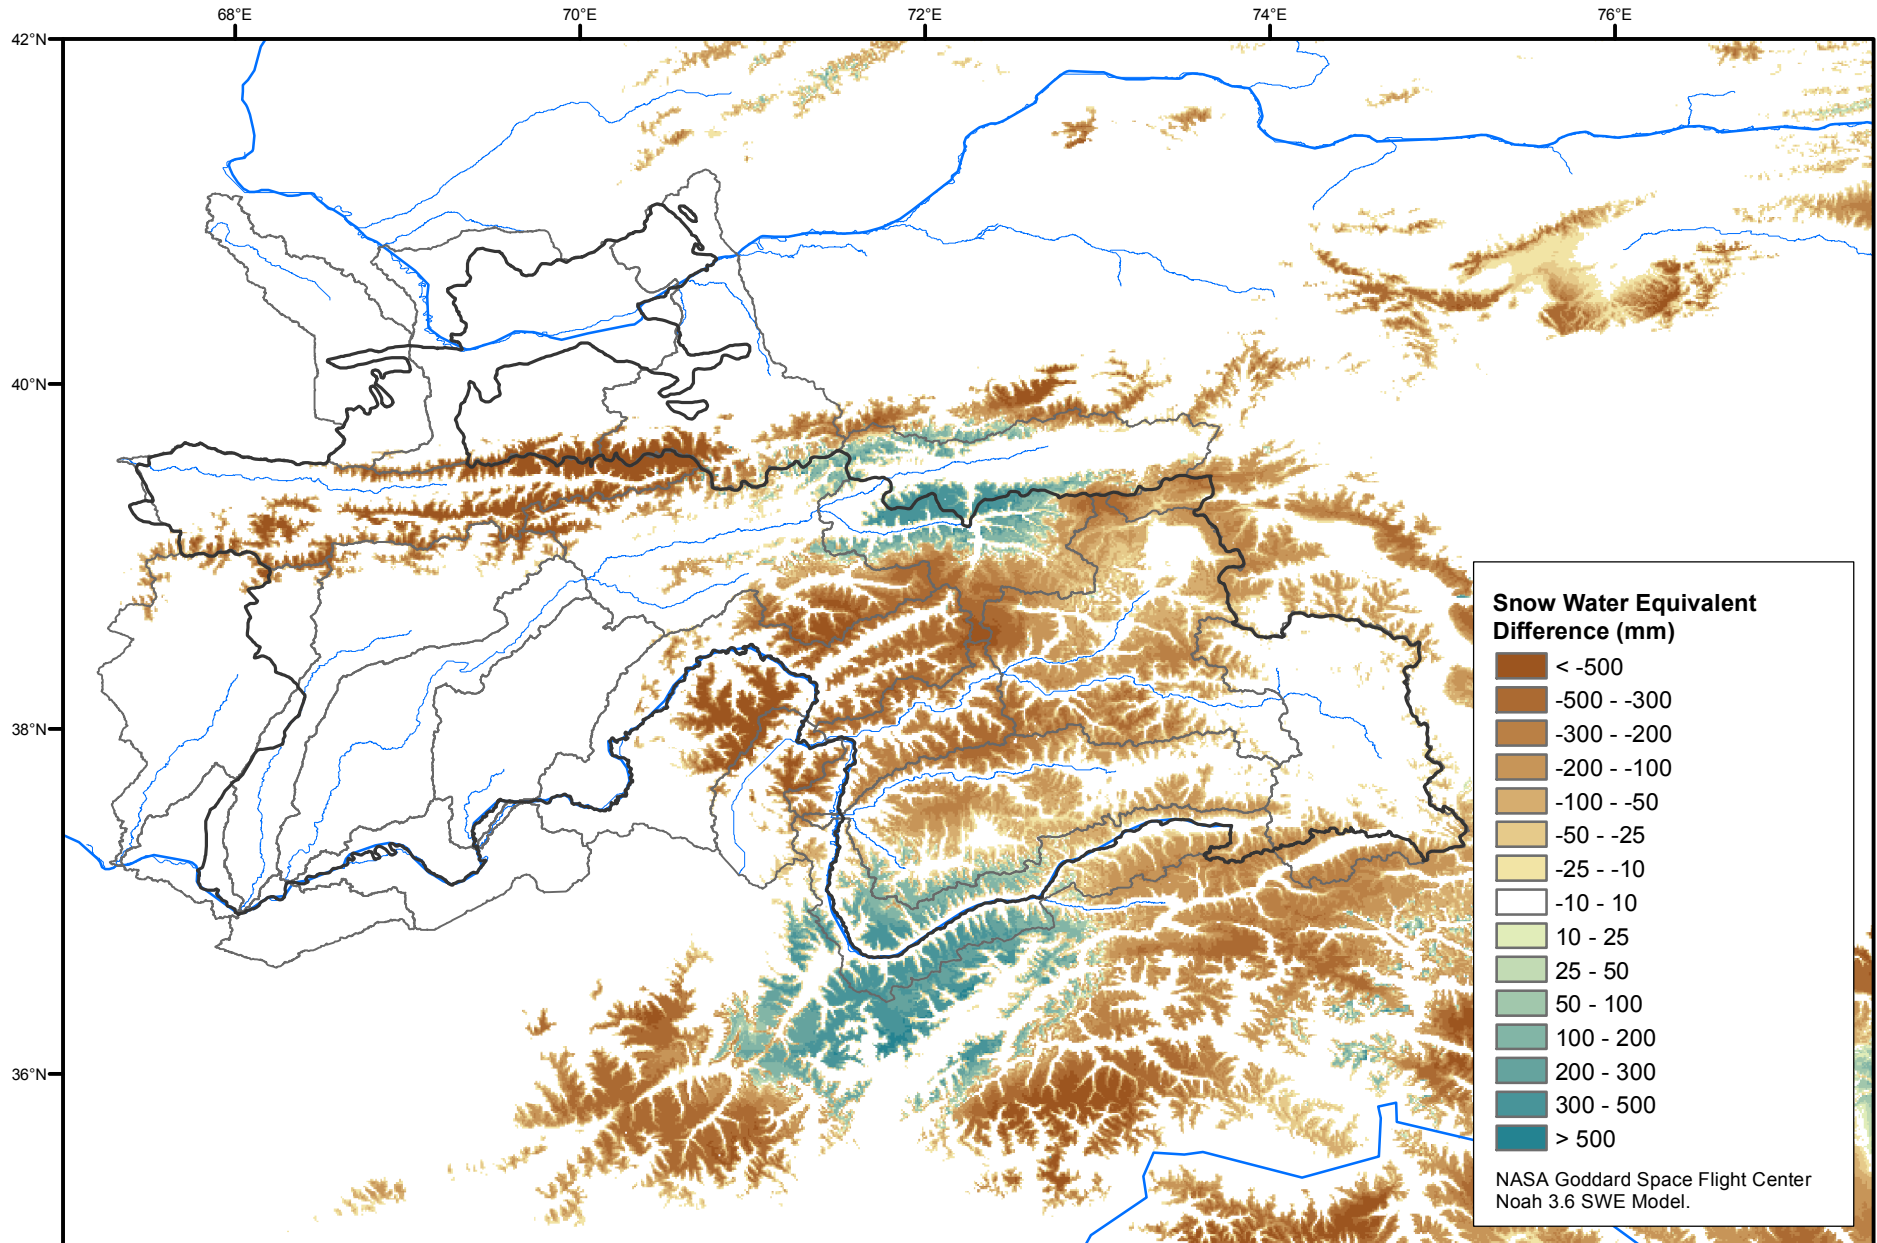 68°E
70°E
72°E
74°E
76°E
42°N
40°N
38°N
36°N
Snow Water Equivalent
Difference (mm)
< -500
-500 - -300
-300 - -200
-200 - -100
-100 - -50
-50 - -25
-25 - -10
-10 - 10
10 - 25
25 - 50
50 - 100
100 - 200
200 - 300
300 - 500
> 500
NASA Goddard Space Flight Center
Noah 3.6 SWE Model.